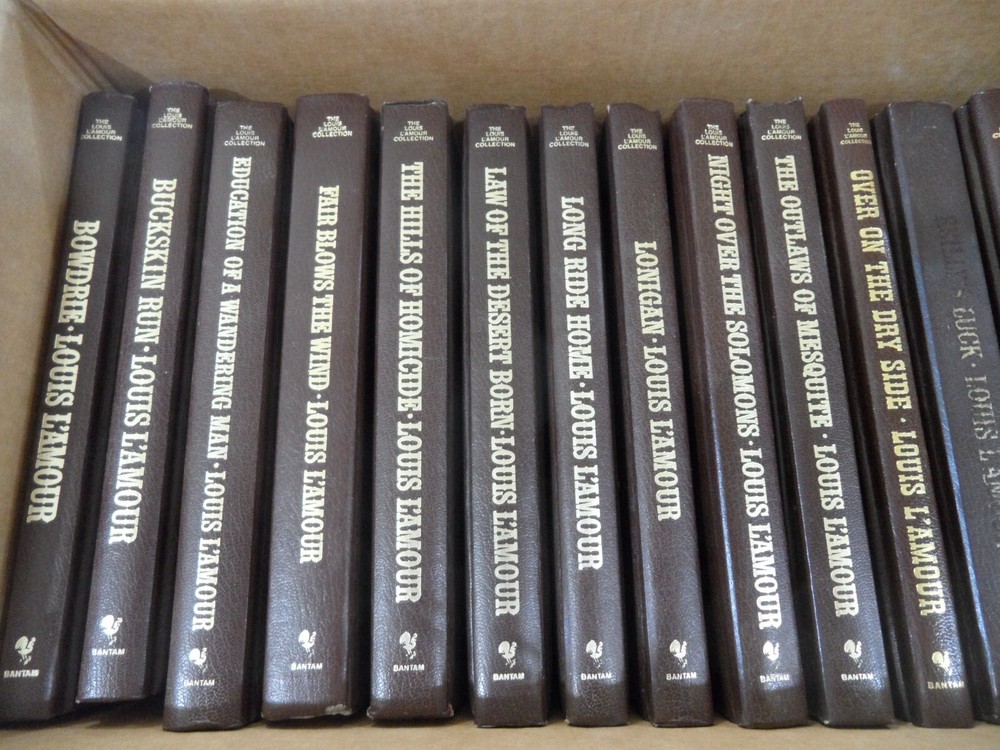 THE
LOUIS
L'AMOUR
COLLECTION
BOWDRIE · LOUIS L'AMOUR
BANTAM
THE
LOUIS
L'AMOUR
COLLECTION
BUCKSKIN RUN · LOUIS L'AMOUR
BANTAM
THE
LOUIS
L'AMOUR
COLLECTION
EDUCATION OF A WANDERING MAN · LOUIS L'AMOUR
BANTAM
THE
LOUIS
L'AMOUR
COLLECTION
FAIR BLOWS THE WIND · LOUIS L'AMOUR
BANTAM
THE
LOUIS
L'AMOUR
COLLECTION
THE HILLS OF HOMICIDE · LOUIS L'AMOUR
BANTAM
THE
LOUIS
L'AMOUR
COLLECTION
LAW OF THE DESERT BORN · LOUIS L'AMOUR
BANTAM
THE
LOUIS
L'AMOUR
COLLECTION
LONG RIDE HOME · LOUIS L'AMOUR
BANTAM
THE
LOUIS
L'AMOUR
COLLECTION
LONIGAN · LOUIS L'AMOUR
BANTAM
THE
LOUIS
L'AMOUR
COLLECTION
NIGHT OVER THE SOLOMONS · LOUIS L'AMOUR
BANTAM
THE
LOUIS
L'AMOUR
COLLECTION
THE OUTLAWS OF MESQUITE · LOUIS L'AMOUR
BANTAM
THE
LOUIS
L'AMOUR
COLLECTION
OVER ON THE DRY SIDE · LOUIS L'AMOUR
BANTAM
LUCK · LOUIS L'AMOUR